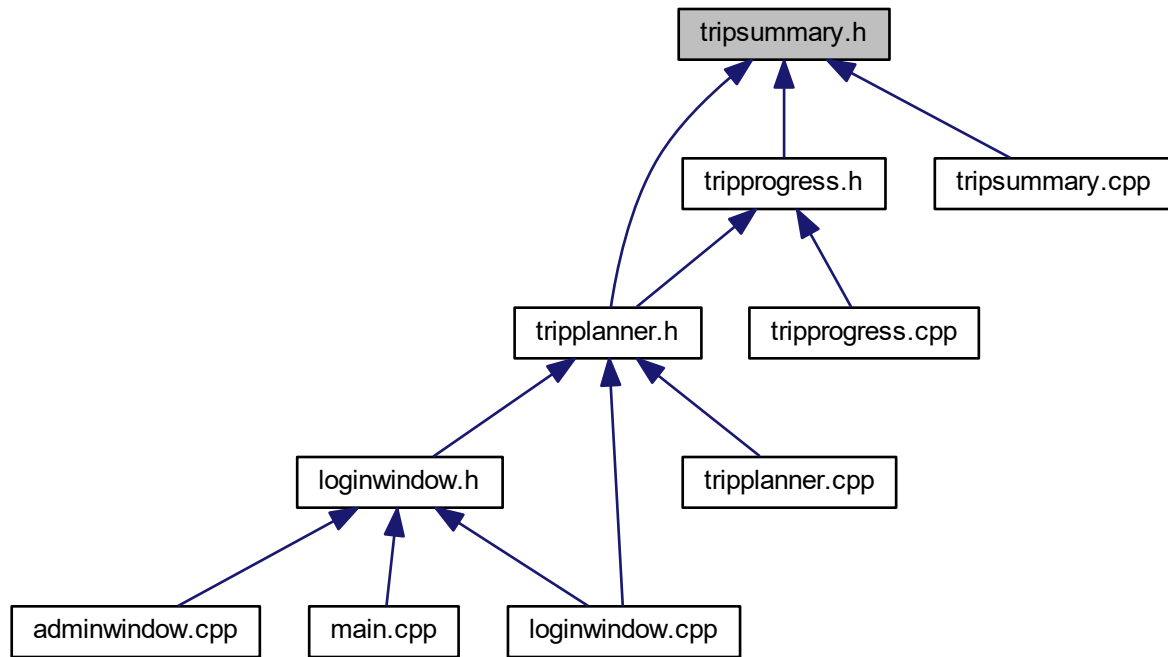 tripsummary.h
tripprogress.h
tripsummary.cpp
tripplanner.h
tripprogress.cpp
loginwindow.h
tripplanner.cpp
adminwindow.cpp
main.cpp
loginwindow.cpp